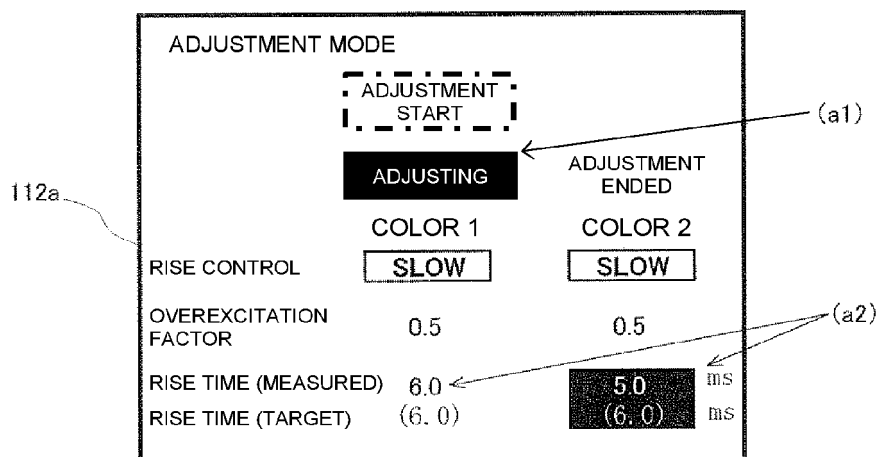 ADJUSTMENT MODE
ADJUSTMENT
START
(a1)
ADJUSTING
ADJUSTMENT
ENDED
112a
COLOR 1 COLOR 2
RISE CONTROL SLOW SLOW
OVEREXCITATION
FACTOR 0.5 0.5
(a2)
RISE TIME (MEASURED) 6.0 5.0 ms
RISE TIME (TARGET) (6.0) (6.0) ms